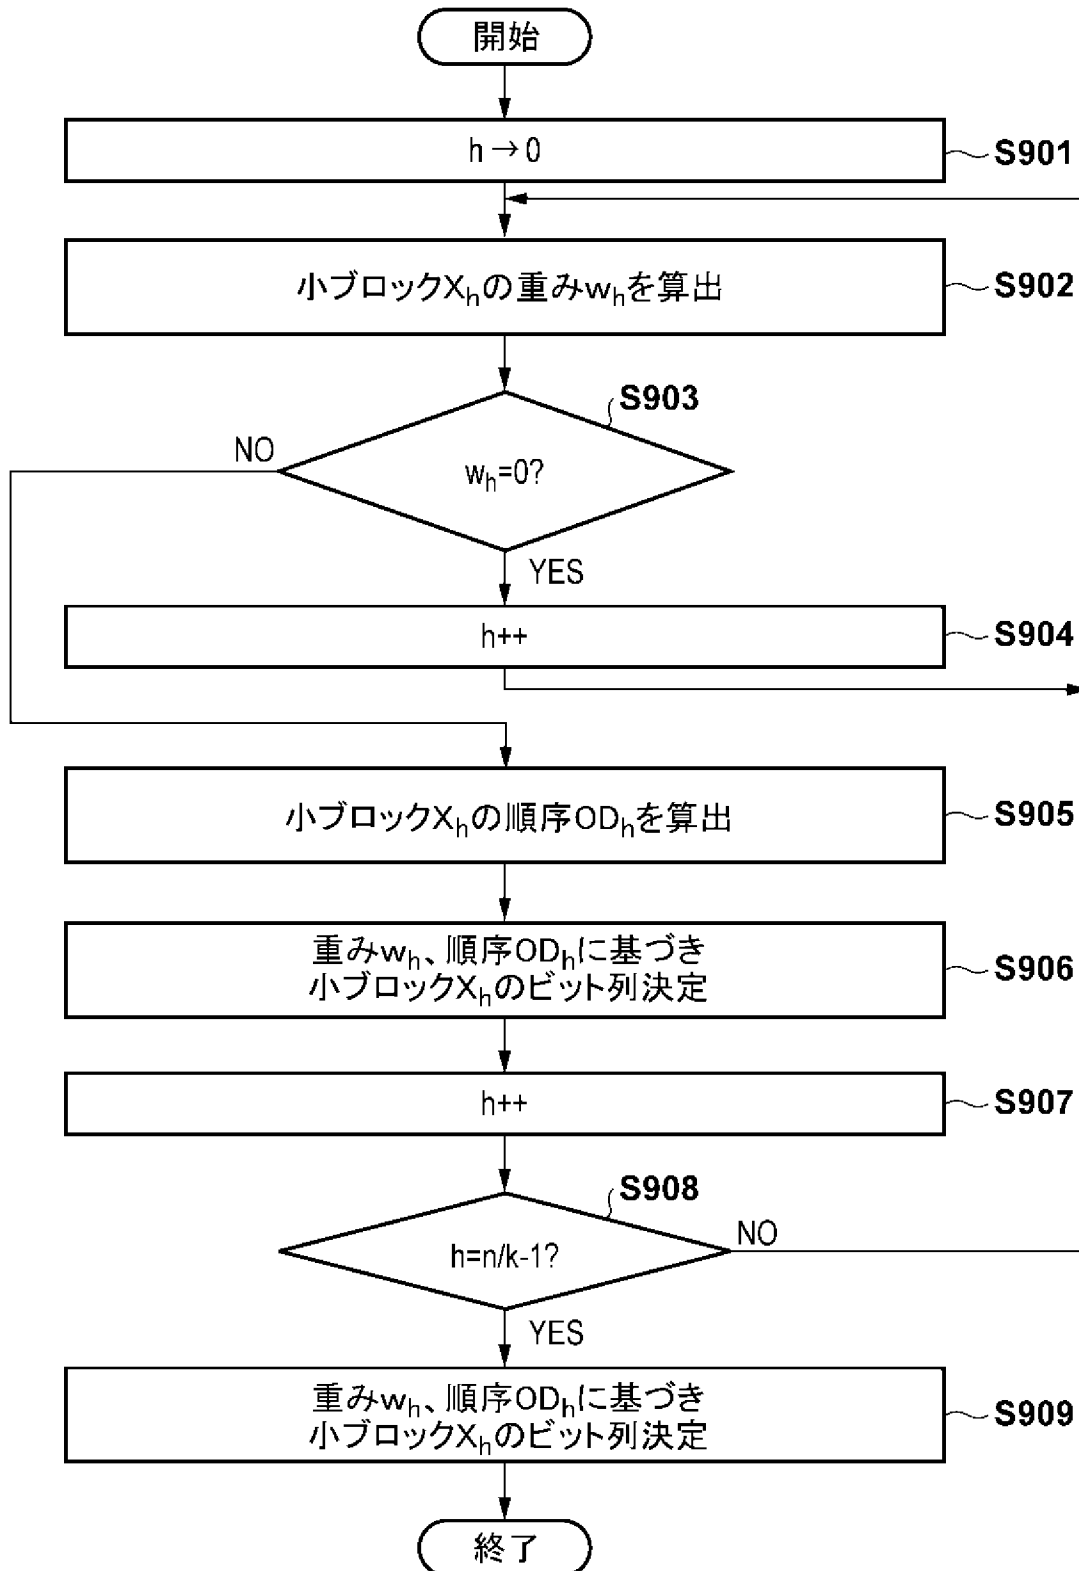 開始
h→0
S901
小ブロックXhの重みwhを算出
S902
S903
NO
wh=0?
YES
h++
S904
小ブロックXhの順序ODhを算出
S905
重みwh、順序ODhに基づき
小ブロックXhのビット列決定
S906
h++
S907
S908
NO
h=n/k-1?
YES
重みwh、順序ODhに基づき
小ブロックXhのビット列決定
S909
終了